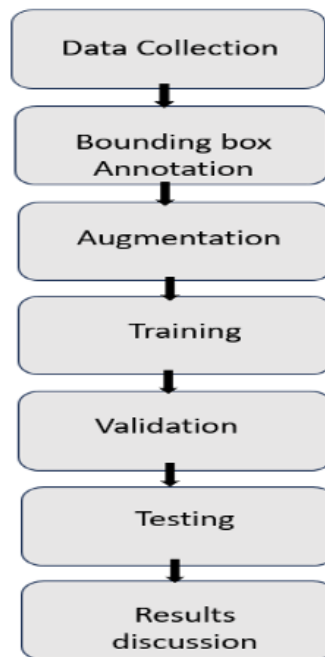 Data Collection
Bounding box
Annotation
Augmentation
Training
Validation
Testing
Results
discussion